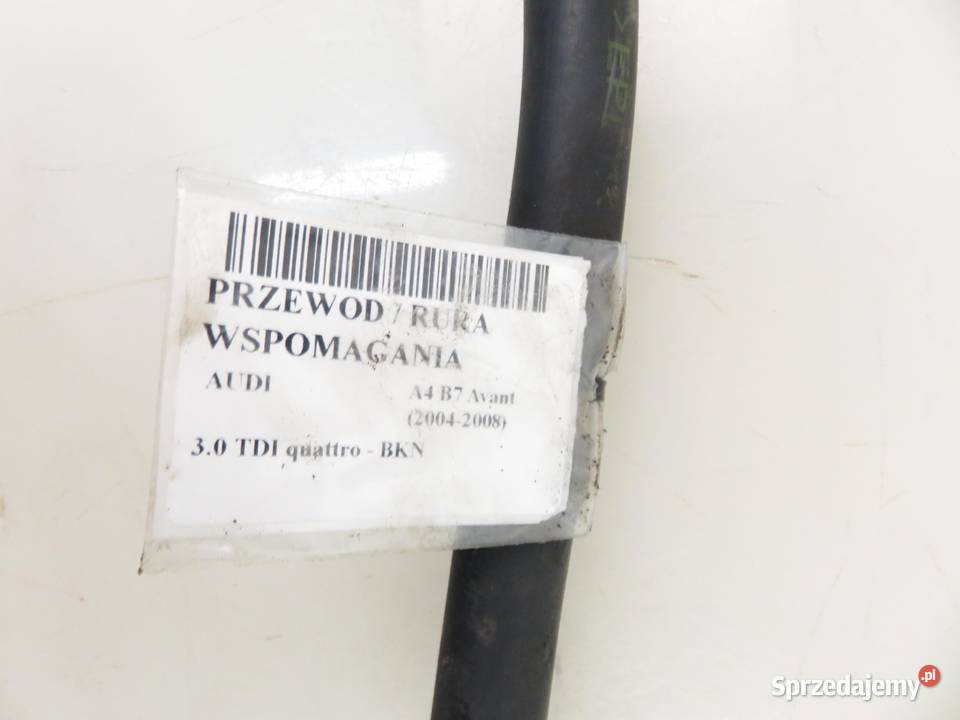 PRZEWOD / RURA
WSPOMAGANIA
AUDI
A4 B7 Avant
(2004-2008)
3.0 TDI quattro - BKN
Sprzedajemy.pl